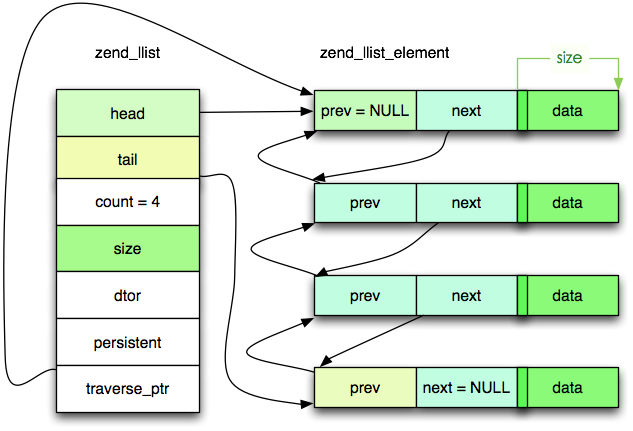 zend_llist
zend_llist_element
size
head
tail
count = 4
size
dtor
persistent
traverse_ptr
prev = NULL
next
data
prev
next
data
prev
next
data
prev
next = NULL
data